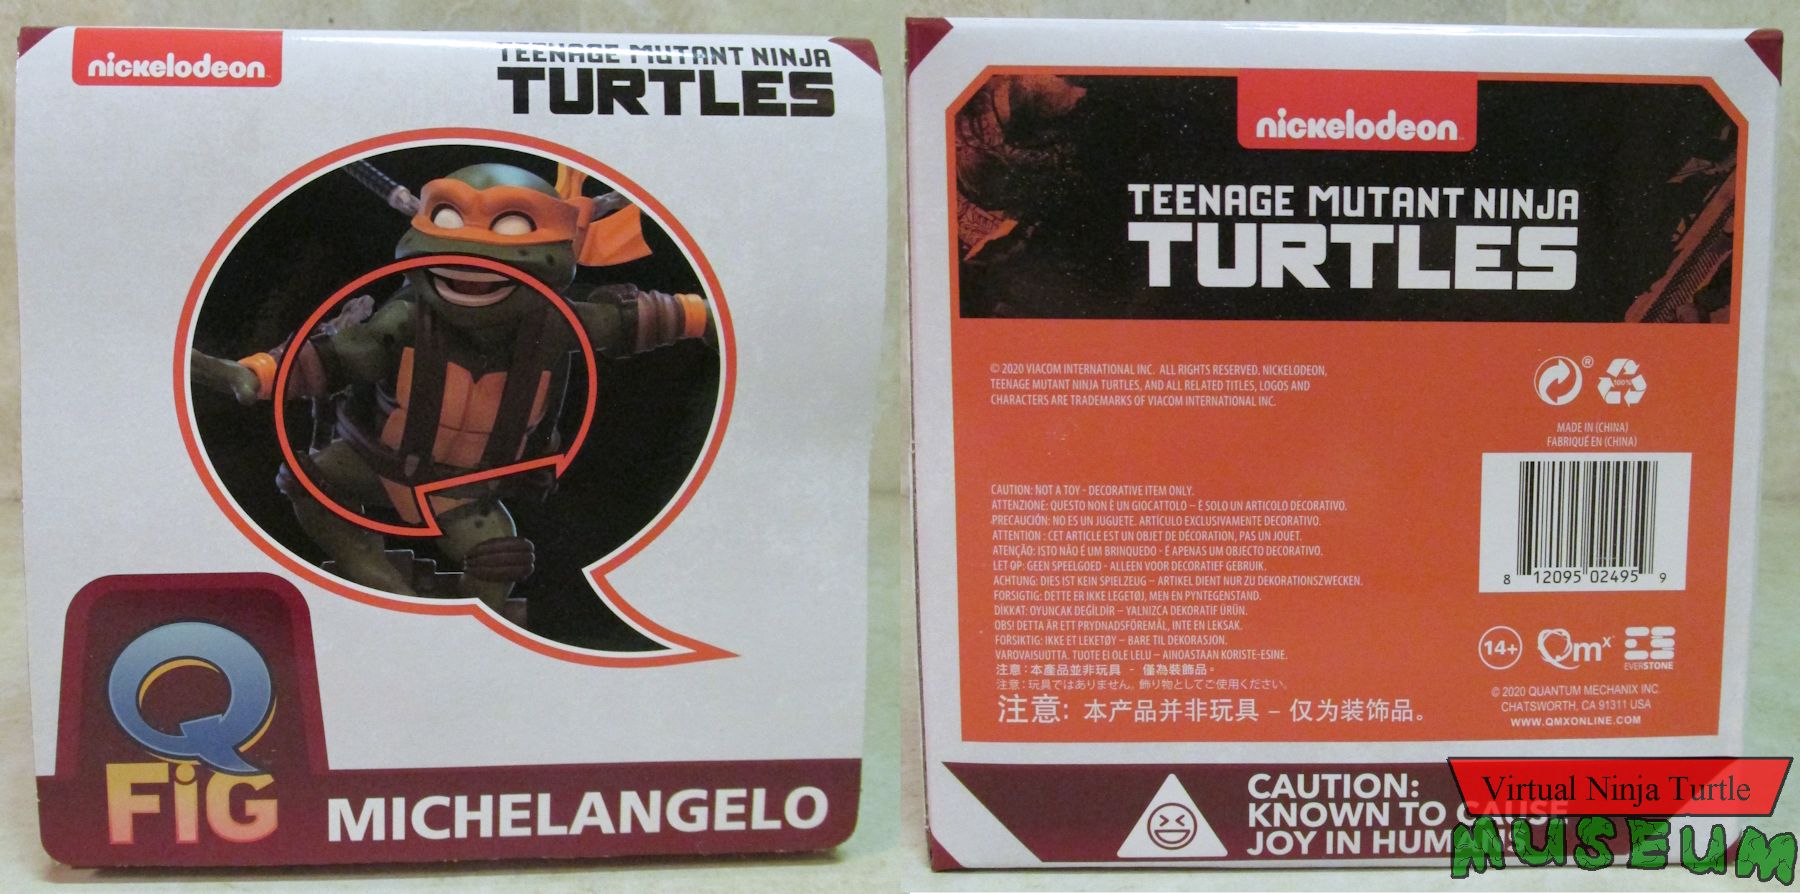 nickelodeon
TEENAGE MUTANT NINJA
TURTLES
Q
FiG
MICHELANGELO
nickelodeon
TEENAGE MUTANT NINJA
TURTLES
© 2020 VIACOM INTERNATIONAL INC. ALL RIGHTS RESERVED. NICKELODEON,
TEENAGE MUTANT NINJA TURTLES, AND ALL RELATED TITLES, LOGOS AND
CHARACTERS ARE TRADEMARKS OF VIACOM INTERNATIONAL INC.
®
100%
MADE IN (CHINA)
FABRIQUÉ EN (CHINA)
CAUTION: NOT A TOY - DECORATIVE ITEM ONLY.
ATTENZIONE: QUESTO NON È UN GIOCATTOLO – È SOLO UN ARTICOLO DECORATIVO.
PRECAUCIÓN: NO ES UN JUGUETE. ARTÍCULO EXCLUSIVAMENTE DECORATIVO.
ATTENTION : CET ARTICLE EST UN OBJET DE DÉCORATION, PAS UN JOUET.
ATENÇÃO: ISTO NÃO É UM BRINQUEDO - É APENAS UM OBJECTO DECORATIVO.
LET OP: GEEN SPEELGOED - ALLEEN VOOR DECORATIEF GEBRUIK.
ACHTUNG: DIES IST KEIN SPIELZEUG – ARTIKEL DIENT NUR ZU DEKORATIONSZWECKEN.
FORSIGTIG: DETTE ER IKKE LEGETØJ, MEN EN PYNTEGENSTAND.
DİKKAT: OYUNCAK DEĞİLDİR – YALNIZCA DEKORATIF ÜRÜN.
OBS! DETTA ÄR ETT PRYDNADSFÖREMÅL, INTE EN LEKSAK.
FORSIKTIG: IKKE ET LEKETØY – BARE TIL DEKORASJON.
VAROVAISUUTTA. TUOTE EI OLE LELU – AINOASTAAN KORISTE-ESINE.
注意：本產品並非玩具 - 僅為裝飾品。
注意：玩具ではありません。飾り物としてご使用ください。
注意: 本产品并非玩具 – 仅为装饰品。
8 12095 02495 9
14+ Qmx EVERSTONE
© 2020 QUANTUM MECHANIX INC.
CHATSWORTH, CA 91311 USA
WWW.QMXONLINE.COM
CAUTION:
KNOWN TO CAUSE
JOY IN HUMANS
Virtual Ninja Turtle
MUSEUM